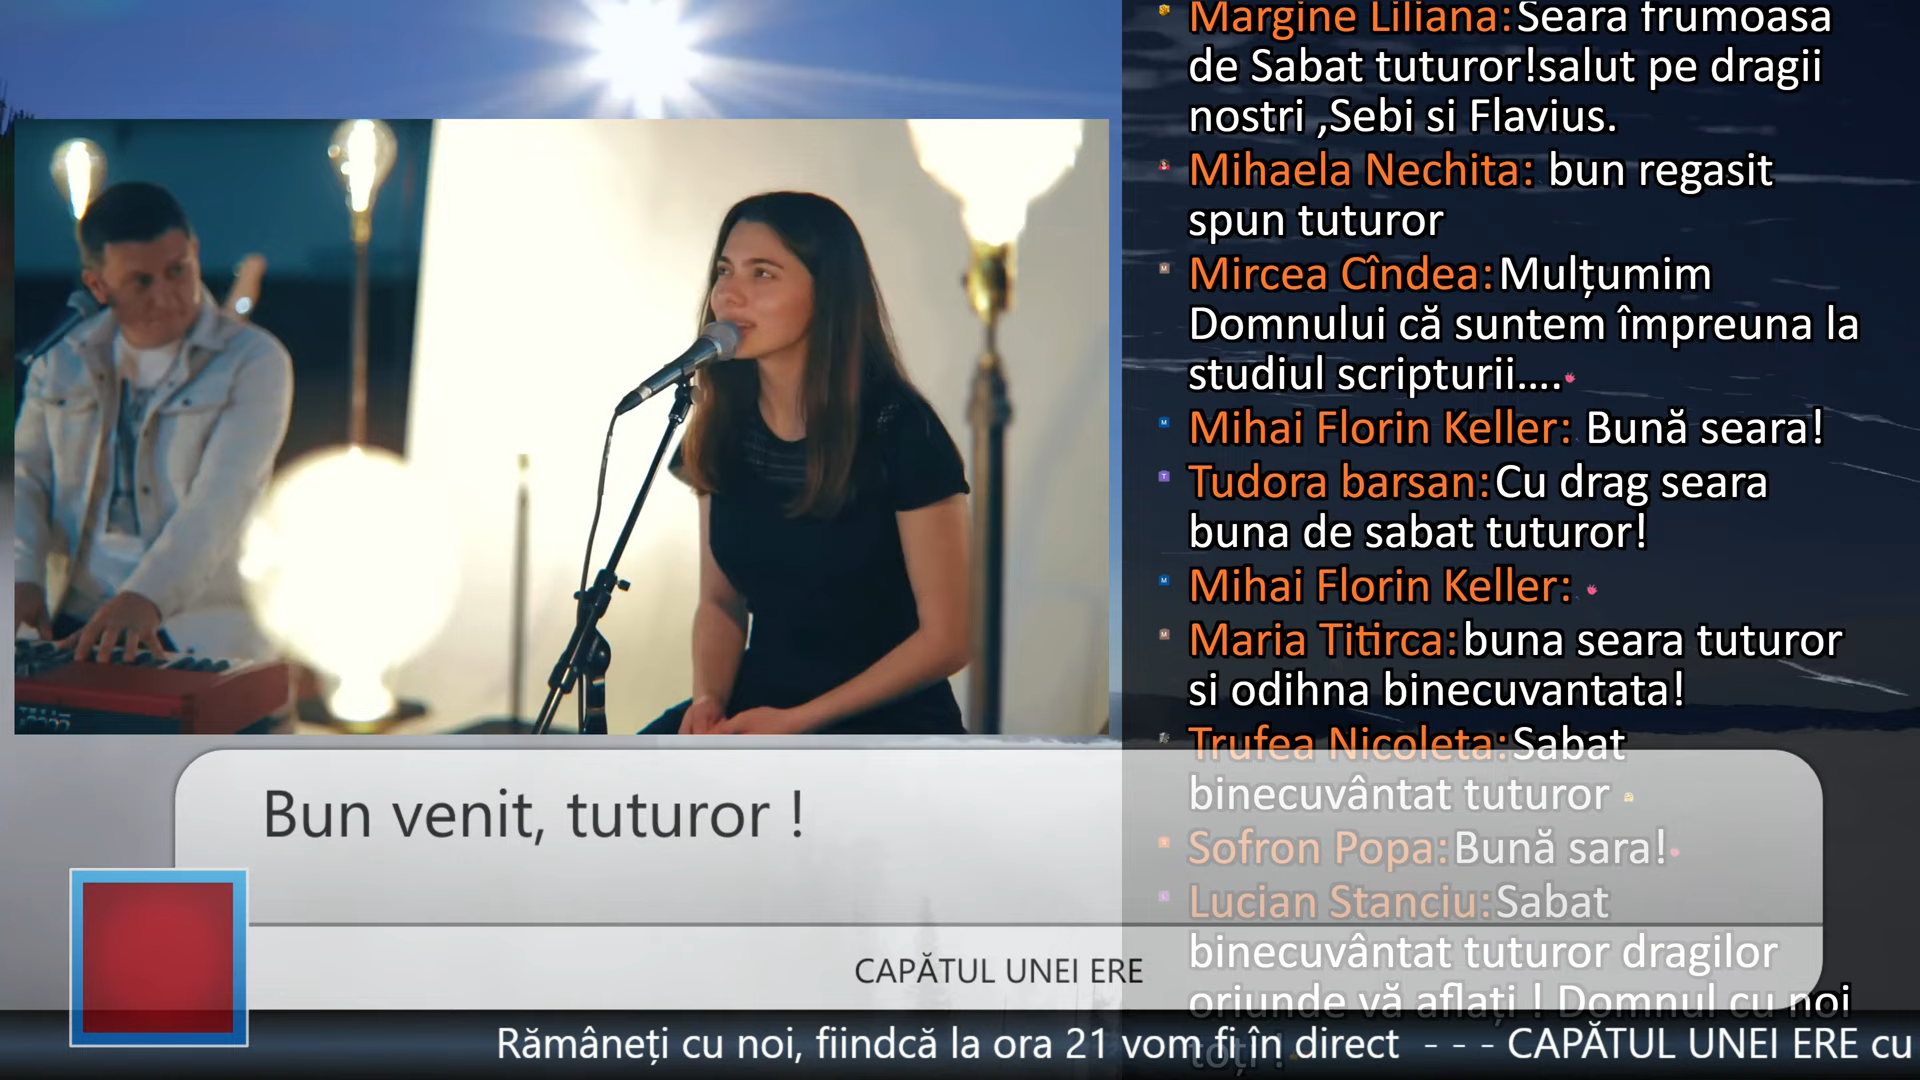 Margine Liliana: Seara frumoasa
de Sabat tuturor!salut pe dragii
nostri ,Sebi si Flavius.
Mihaela Nechita: bun regasit
spun tuturor
Mircea Cîndea: Mulțumim
Domnului că suntem împreuna la
studiul scripturii....
Mihai Florin Keller: Bună seara!
Tudora barsan: Cu drag seara
buna de sabat tuturor!
Mihai Florin Keller:
Maria Titirca: buna seara tuturor
si odihna binecuvantata!
Trufea Nicoleta: Sabat
binecuvântat tuturor
Sofron Popa: Bună sara!
Lucian Stanciu: Sabat
binecuvântat tuturor dragilor
oriunde vă aflați ! Domnul cu noi
toți !
Bun venit, tuturor !
CAPĂTUL UNEI ERE
Rămâneți cu noi, fiindcă la ora 21 vom fi în direct - - - CAPĂTUL UNEI ERE cu